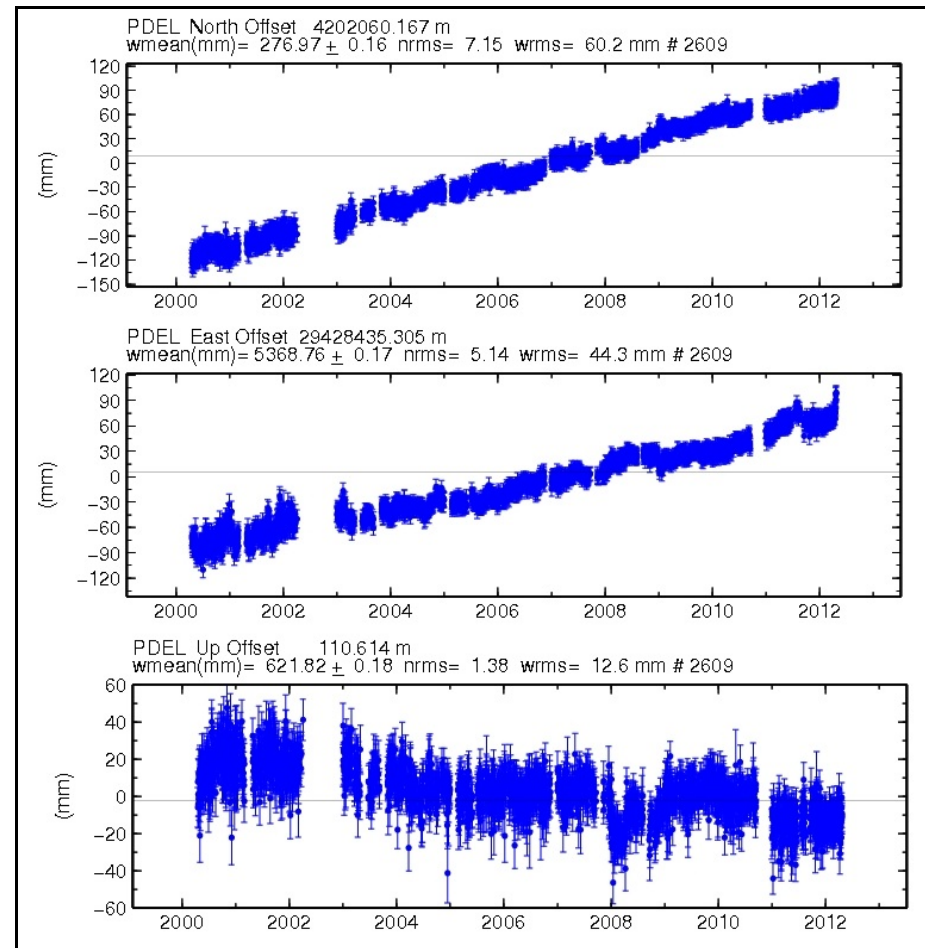 PDEL North Offset 4202060.167 m
wmean(mm)= 276.97 ± 0.16 nrms= 7.15 wrms= 60.2 mm # 2609
120
90
60
30
0
−30
−60
−90
−120
−150
(mm)
2000 2002 2004 2006 2008 2010 2012
PDEL East Offset 29428435.305 m
wmean(mm)= 5368.76 ± 0.17 nrms= 5.14 wrms= 44.3 mm # 2609
120
90
60
30
0
−30
−60
−90
−120
(mm)
2000 2002 2004 2006 2008 2010 2012
PDEL Up Offset 110.614 m
wmean(mm)= 621.82 ± 0.18 nrms= 1.38 wrms= 12.6 mm # 2609
60
40
20
0
−20
−40
−60
(mm)
2000 2002 2004 2006 2008 2010 2012